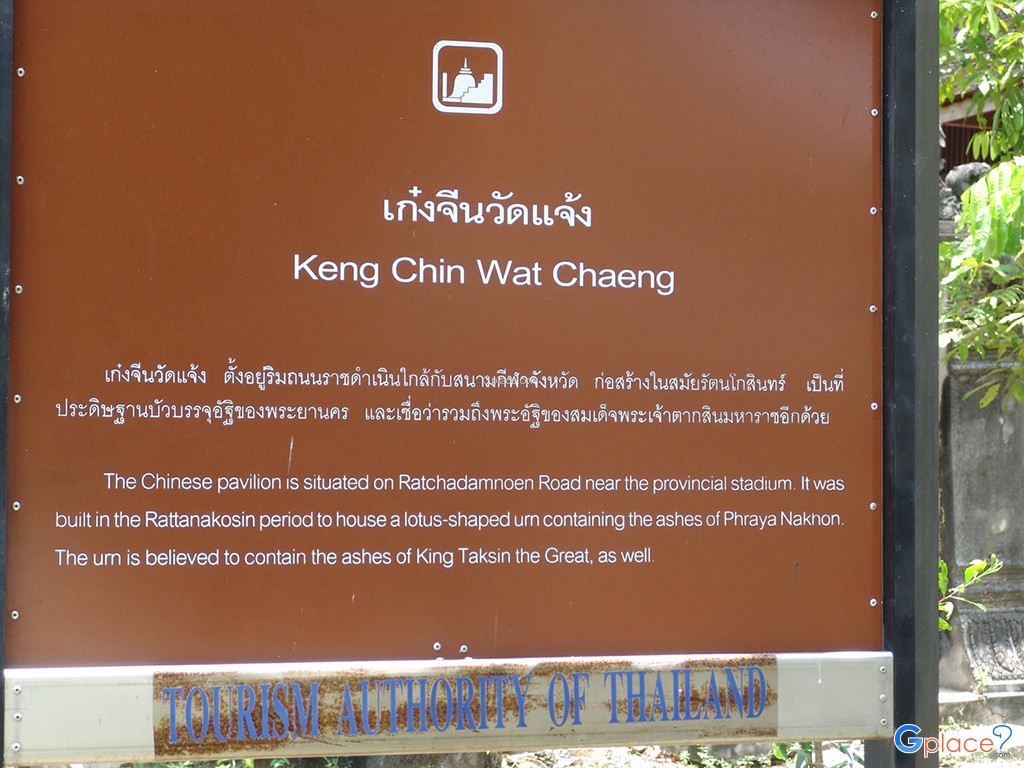 เก๋งจีนวัดแจ้ง
Keng Chin Wat Chaeng
เก๋งจีนวัดแจ้ง ตั้งอยู่ริมถนนราชดำเนินใกล้กับสนามกีฬาจังหวัด ก่อสร้างในสมัยรัตนโกสินทร์ เป็นที่
ประดิษฐานบัวบรรจุอัฐิของพระยานคร และเชื่อว่ารวมถึงพระอัฐิของสมเด็จพระเจ้าตากสินมหาราชอีกด้วย
The Chinese pavilion is situated on Ratchadamnoen Road near the provincial stadium. It was
built in the Rattanakosin period to house a lotus-shaped urn containing the ashes of Phraya Nakhon.
The urn is believed to contain the ashes of King Taksin the Great, as well.
TOURISM AUTHORITY OF THAILAND
Gplace?.com